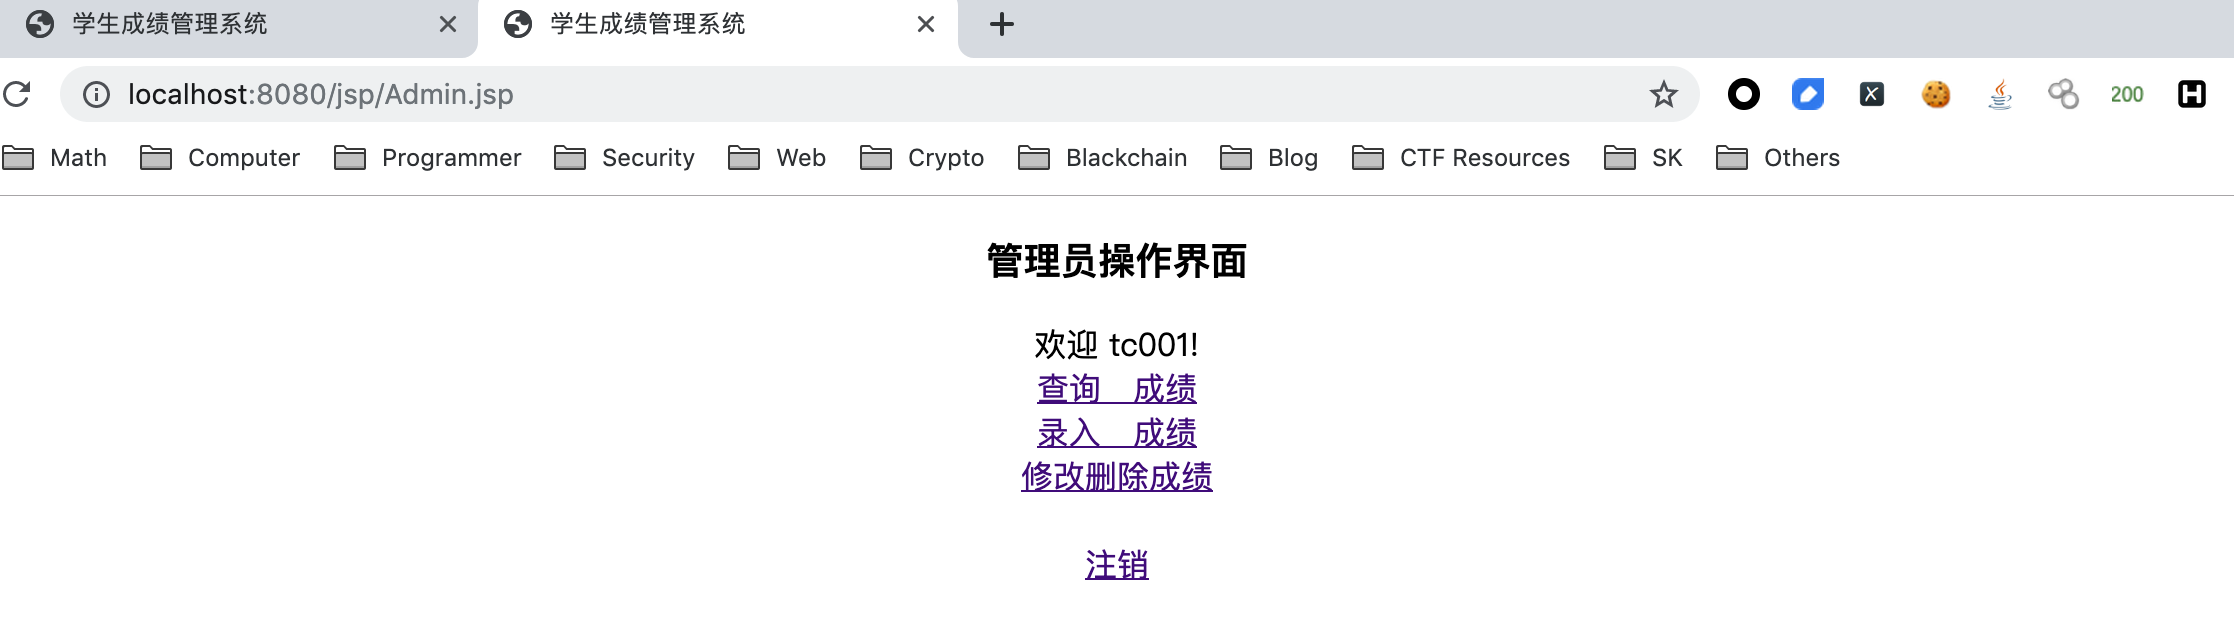 学生成绩管理系统 学生成绩管理系统
localhost:8080/jsp/Admin.jsp 200
Math Computer Programmer Security Web Crypto Blackchain Blog CTF Resources SK Others
管理员操作界面
欢迎 tc001!
查询　成绩
录入　成绩
修改删除成绩
注销